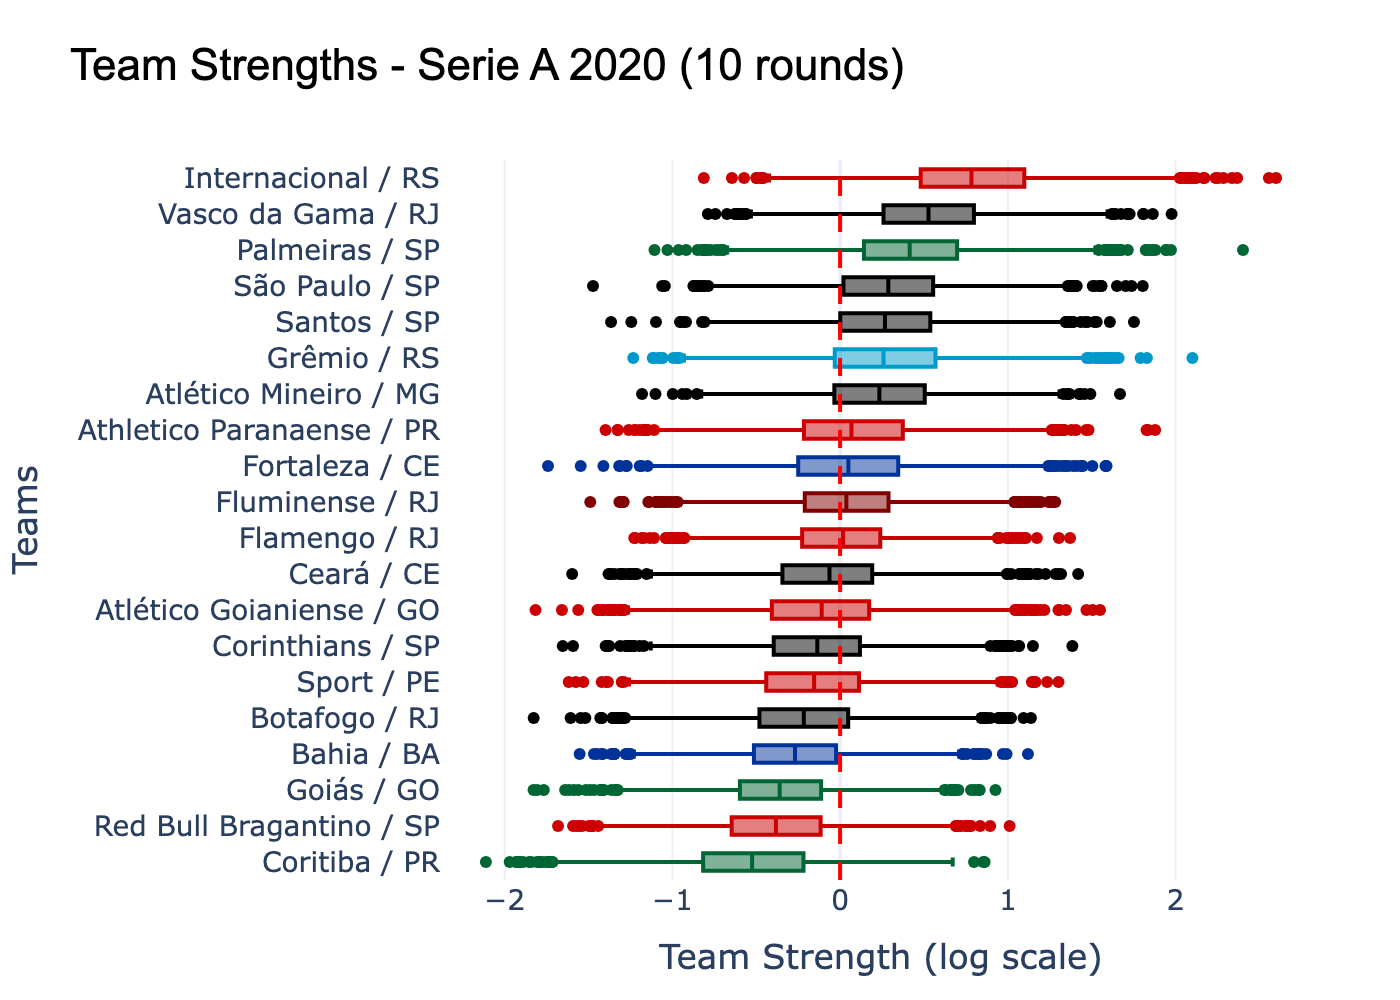 Team Strengths - Serie A 2020 (10 rounds)
Internacional / RS
Vasco da Gama / RJ
Palmeiras / SP
São Paulo / SP
Santos / SP
Grêmio / RS
Atlético Mineiro / MG
Athletico Paranaense / PR
Fortaleza / CE
Fluminense / RJ
Flamengo / RJ
Ceará / CE
Atlético Goianiense / GO
Corinthians / SP
Sport / PE
Botafogo / RJ
Bahia / BA
Goiás / GO
Red Bull Bragantino / SP
Coritiba / PR
Teams
−2 −1 0 1 2
Team Strength (log scale)